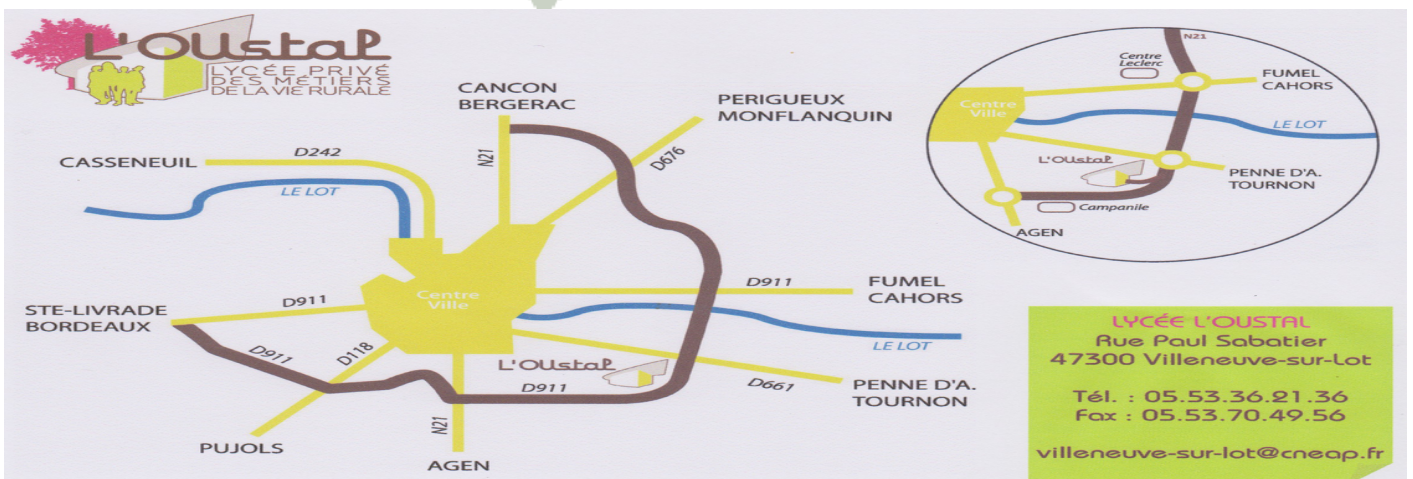 L'OUstal
LYCÉE PRIVÉ
DES MÉTIERS
DE LA VIE RURALE
CANCON
BERGERAC
PERIGUEUX
MONFLANQUIN
CASSENEUIL
D242
N21
D676
LE LOT
STE-LIVRADE
BORDEAUX
D911
Centre
Ville
D911
FUMEL
CAHORS
LE LOT
D911
D118
L'OUstal
D911
D661
PENNE D'A.
TOURNON
N21
PUJOLS
AGEN
N21
Centre
Leclerc
FUMEL
CAHORS
Centre
Ville
LE LOT
L'OUstal
PENNE D'A.
TOURNON
Campanile
AGEN
LYCÉE L'OUSTAL
Rue Paul Sabatier
47300 Villeneuve-sur-Lot
Tél. : 05.53.36.21.36
Fax : 05.53.70.49.56
villeneuve-sur-lot@cneap.fr